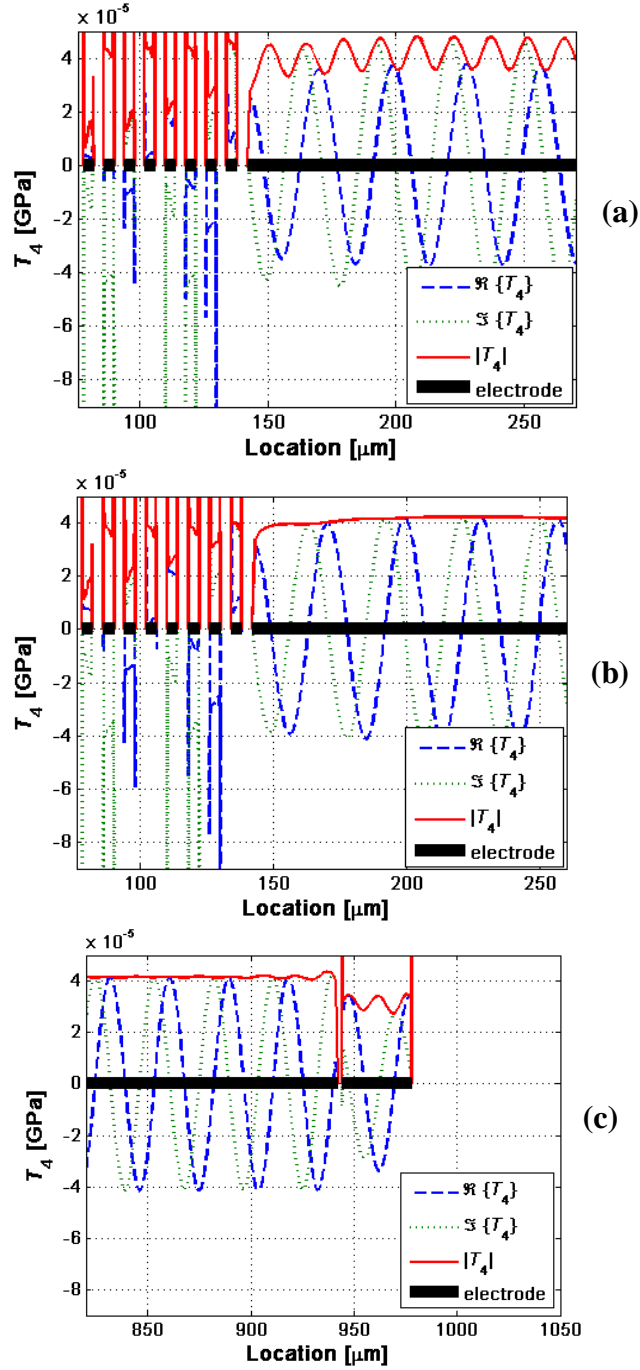 × 10⁻⁵
4
2
0
-2
-4
-6
-8
T₄ [GPa]
ℜ {T₄}
ℑ {T₄}
|T₄|
electrode
100
150
200
250
Location [μm]
(a)
× 10⁻⁵
4
2
0
-2
-4
-6
-8
T₄ [GPa]
ℜ {T₄}
ℑ {T₄}
|T₄|
electrode
100
150
200
250
Location [μm]
(b)
× 10⁻⁵
4
2
0
-2
-4
-6
-8
T₄ [GPa]
ℜ {T₄}
ℑ {T₄}
|T₄|
electrode
850
900
950
1000
1050
Location [μm]
(c)